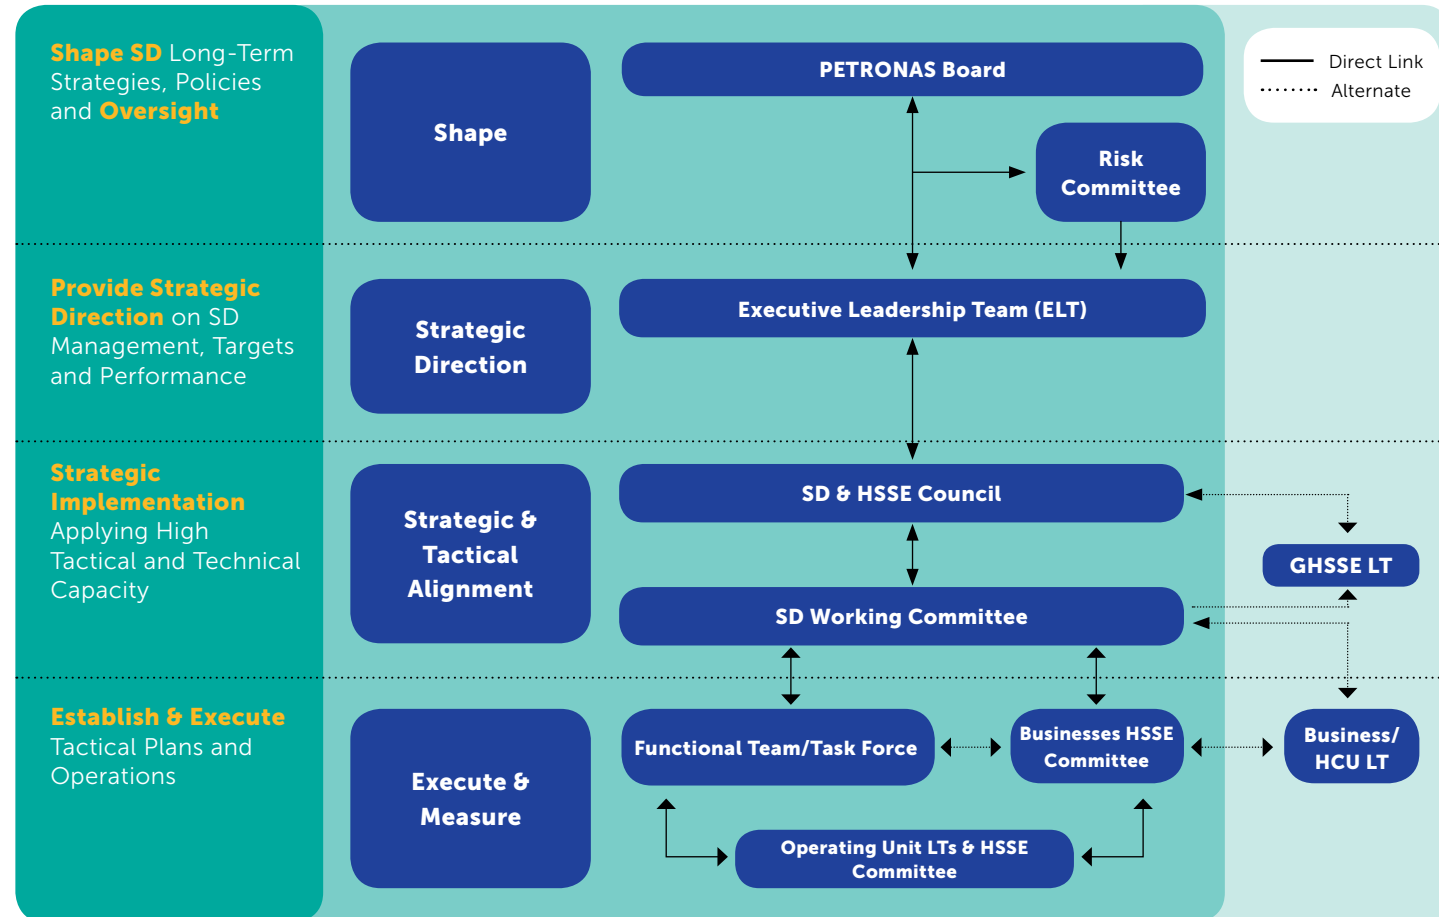 Shape SD Long-Term
Strategies, Policies
and Oversight
Shape
PETRONAS Board
Risk
Committee
Direct Link
Alternate
Provide Strategic
Direction on SD
Management, Targets
and Performance
Strategic
Direction
Executive Leadership Team (ELT)
Strategic
Implementation
Applying High
Tactical and Technical
Capacity
Strategic &
Tactical
Alignment
SD & HSSE Council
SD Working Committee
GHSSE LT
Establish & Execute
Tactical Plans and
Operations
Execute &
Measure
Functional Team/Task Force
Businesses HSSE
Committee
Business/
HCU LT
Operating Unit LTs & HSSE
Committee